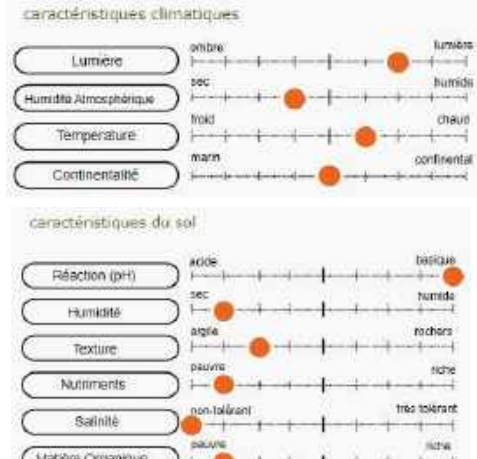 caractéristiques climatiques
Lumière ombre lumière
Humidité Atmosphérique sec humide
Temperature froid chaud
Continentalité marin continental
caractéristiques du sol
Réaction (pH) acide basique
Humidité sec humide
Texture argile rochers
Nutriments pauvre riche
Salinité non-tolérant très tolérant
Matière Organique pauvre riche